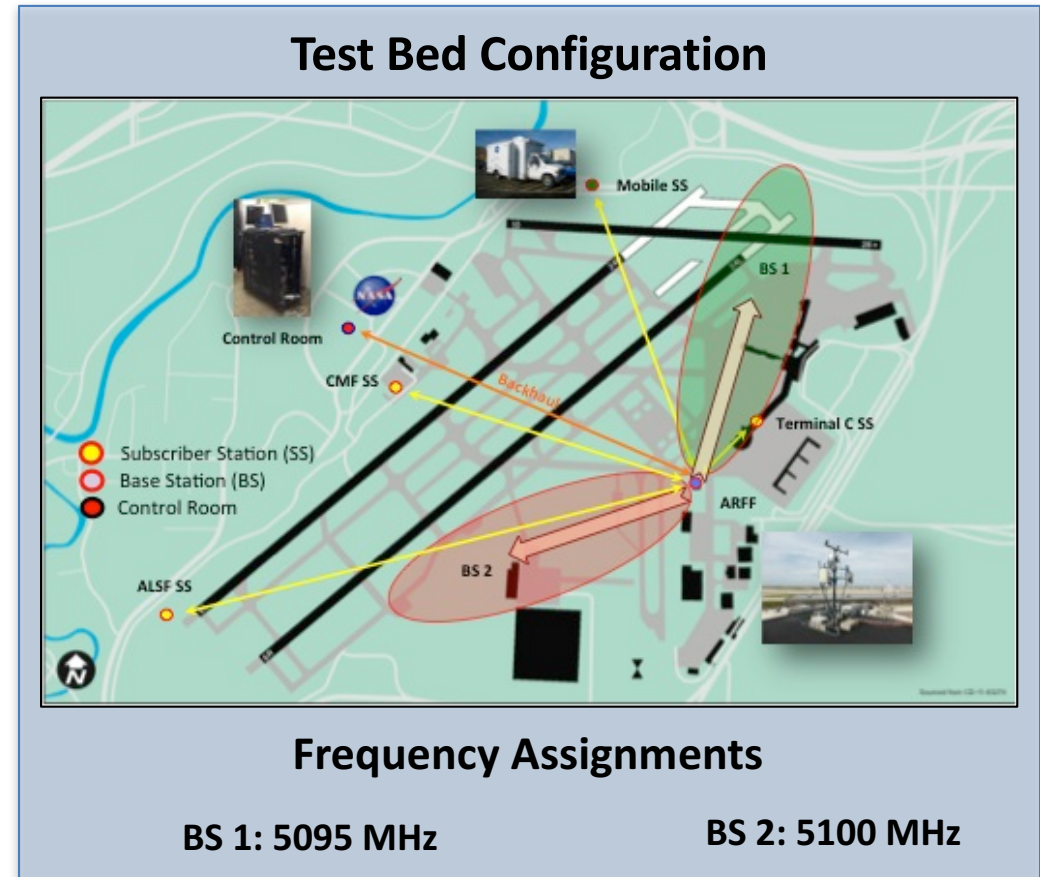 Test Bed Configuration
Mobile SS
BS 1
NASA
Control Room
CMF SS
Backhaul
Terminal C SS
Subscriber Station (SS)
Base Station (BS)
Control Room
ARFF
BS 2
ALSF SS
N
Frequency Assignments
BS 1: 5095 MHz
BS 2: 5100 MHz